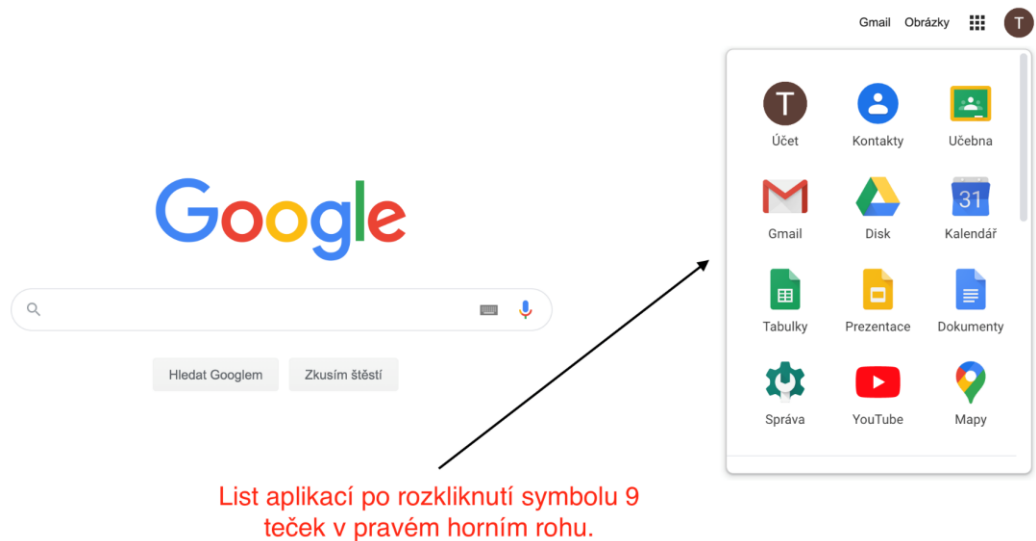 Gmail Obrázky T
T
Účet Kontakty Učebna
31
Gmail Disk Kalendář
Google
Tabulky Prezentace Dokumenty
Hledat Googlem Zkusím štěstí
Správa YouTube Mapy
List aplikací po rozkliknutí symbolu 9
teček v pravém horním rohu.